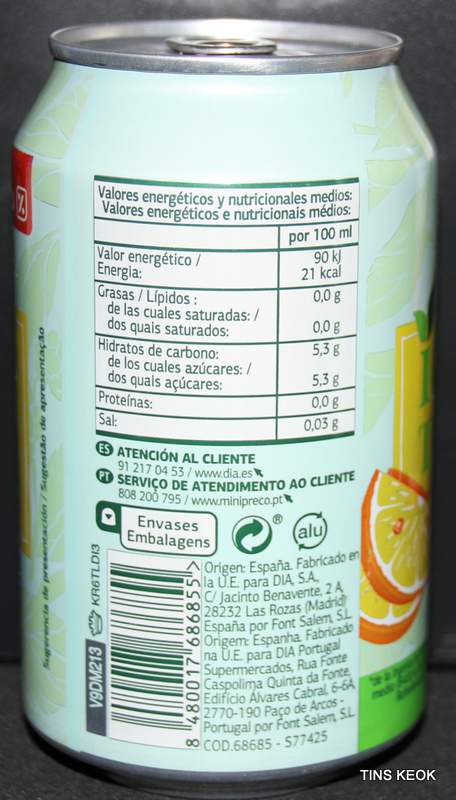 Valores energéticos y nutricionales medios:
Valores energéticos e nutricionais médios:
por 100 ml
Valor energético /
Energia:
90 kJ
21 kcal
Grasas / Lípidos :
de las cuales saturadas: /
dos quais saturados:
0,0 g
0,0 g
Hidratos de carbono:
de los cuales azúcares: /
dos quais açúcares:
5,3 g
5,3 g
Proteínas:
0,0 g
Sal:
0,03 g
ES ATENCIÓN AL CLIENTE
91 217 04 53 / www.dia.es
PT SERVIÇO DE ATENDIMENTO AO CLIENTE
808 200 795 / www.minipreco.pt
Envases
Embalagens
®
alu
Origen: España. Fabricado en
la U.E. para DIA, S.A.,
C/ Jacinto Benavente, 2 A,
28232 Las Rozas (Madrid)
España por Font Salem, S.L.
Origem: Espanha. Fabricado
na U.E. para DIA Portugal
Supermercados, Rua Fonte
Caspolima Quinta da Fonte,
Edifício Álvares Cabral, 6-6A,
2770-190 Paço de Arcos -
Portugal por Font Salem, S.L.
COD.68685 - S77425
8 480017 686855
KR6TLDI3
V9DM213
Sugerencia de presentación / Sugestão de apresentação
TINS KEOK